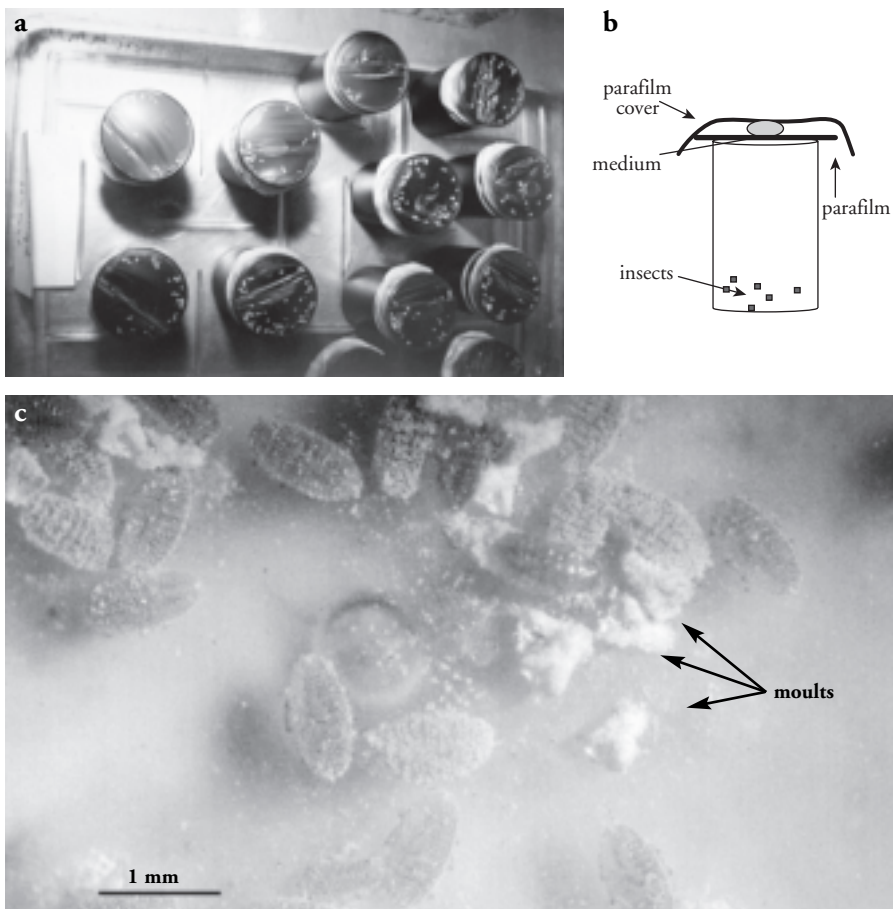 a
b
parafilm
cover
medium
parafilm
insects
c
moults
1 mm